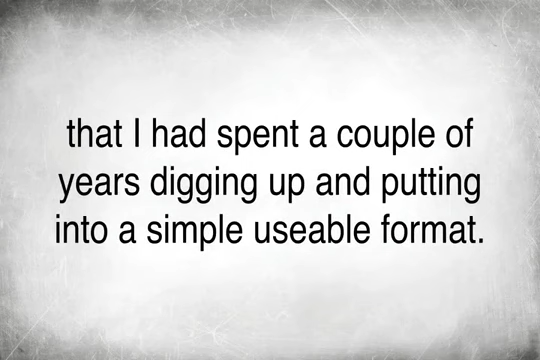 that I had spent a couple of
years digging up and putting
into a simple useable format.